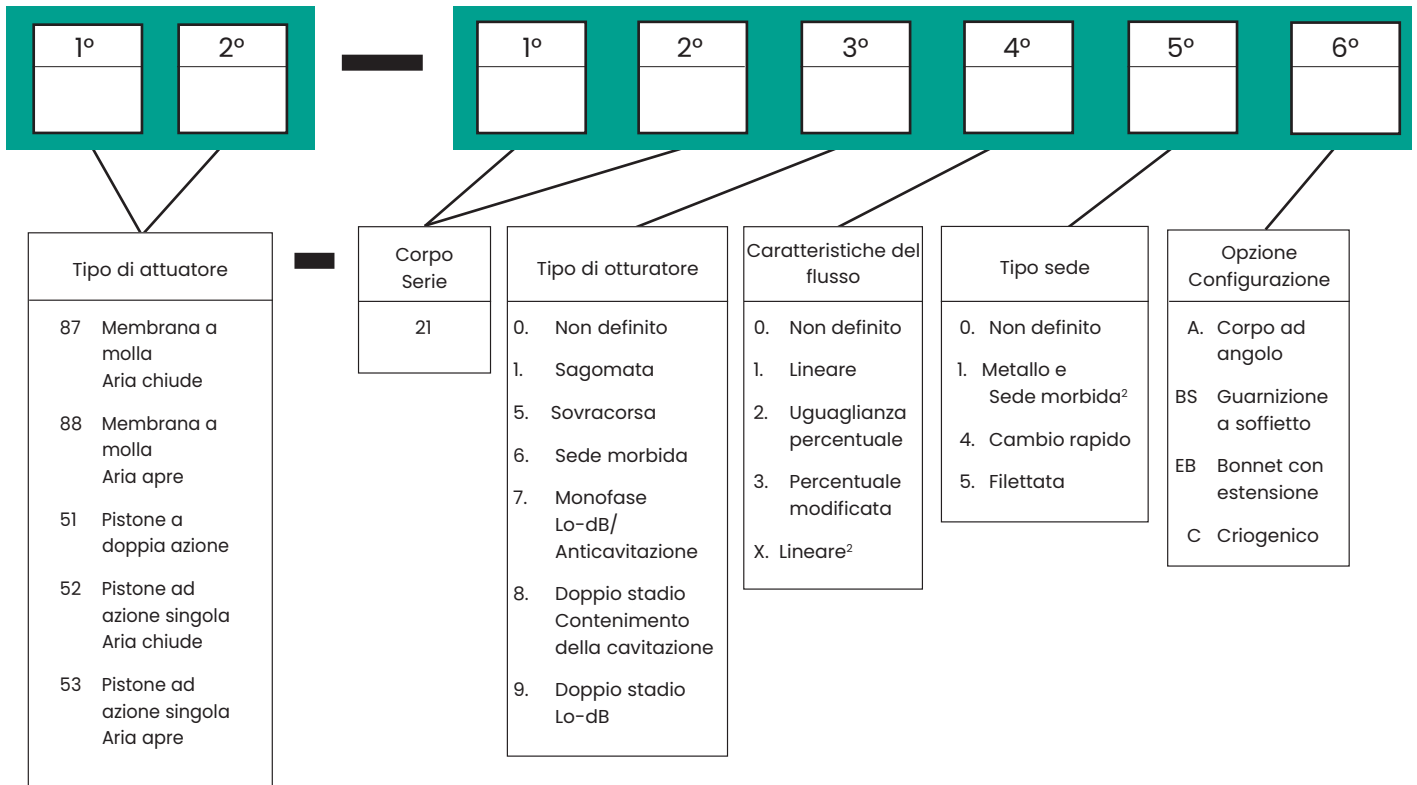 1º
2º
1º
2º
3º
4º
5º
6º
Tipo di attuatore
87 Membrana a
molla
Aria chiude
88 Membrana a
molla
Aria apre
51 Pistone a
doppia azione
52 Pistone ad
azione singola
Aria chiude
53 Pistone ad
azione singola
Aria apre
Corpo
Serie
21
Tipo di otturatore
0. Non definito
1. Sagomata
5. Sovracorsa
6. Sede morbida
7. Monofase
Lo-dB/
Anticavitazione
8. Doppio stadio
Contenimento
della cavitazione
9. Doppio stadio
Lo-dB
Caratteristiche del
flusso
0. Non definito
1. Lineare
2. Uguaglianza
percentuale
3. Percentuale
modificata
X. Lineare²
Tipo sede
0. Non definito
1. Metallo e
Sede morbida²
4. Cambio rapido
5. Filettata
Opzione
Configurazione
A. Corpo ad
angolo
BS Guarnizione
a soffietto
EB Bonnet con
estensione
C Criogenico